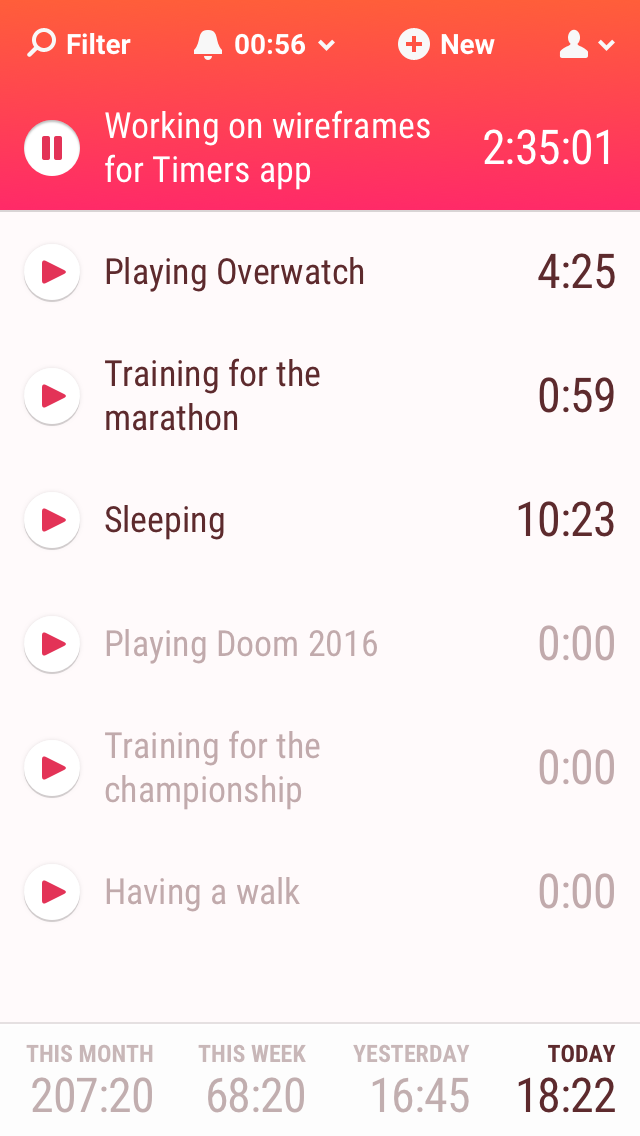 Filter 00:56 New
Working on wireframes
for Timers app
2:35:01
Playing Overwatch 4:25
Training for the
marathon
0:59
Sleeping 10:23
Playing Doom 2016 0:00
Training for the
championship
0:00
Having a walk 0:00
THIS MONTH THIS WEEK YESTERDAY TODAY
207:20 68:20 16:45 18:22